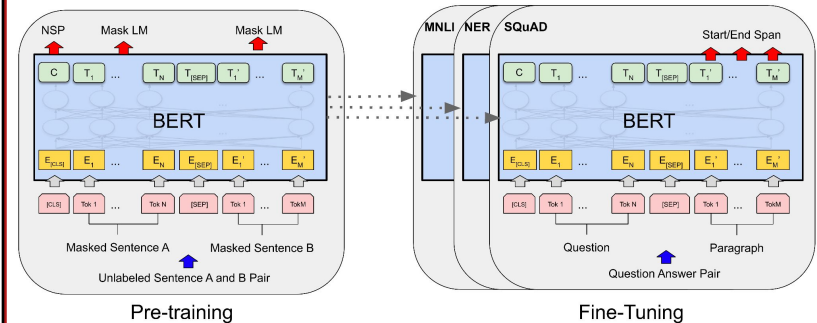 NSP Mask LM Mask LM
C T1 ... TN T[SEP] T1' ... TM'
BERT
E[CLS] E1 ... EN E[SEP] E1' ... EM'
[CLS] Tok 1 ... Tok N [SEP] Tok 1 ... TokM
Masked Sentence A Masked Sentence B
Unlabeled Sentence A and B Pair
Pre-training
MNLI NER SQuAD Start/End Span
C T1 ... TN T[SEP] T1' ... TM'
BERT
E[CLS] E1 ... EN E[SEP] E1' ... EM'
[CLS] Tok 1 ... Tok N [SEP] Tok 1 ... TokM
Question Paragraph
Question Answer Pair
Fine-Tuning